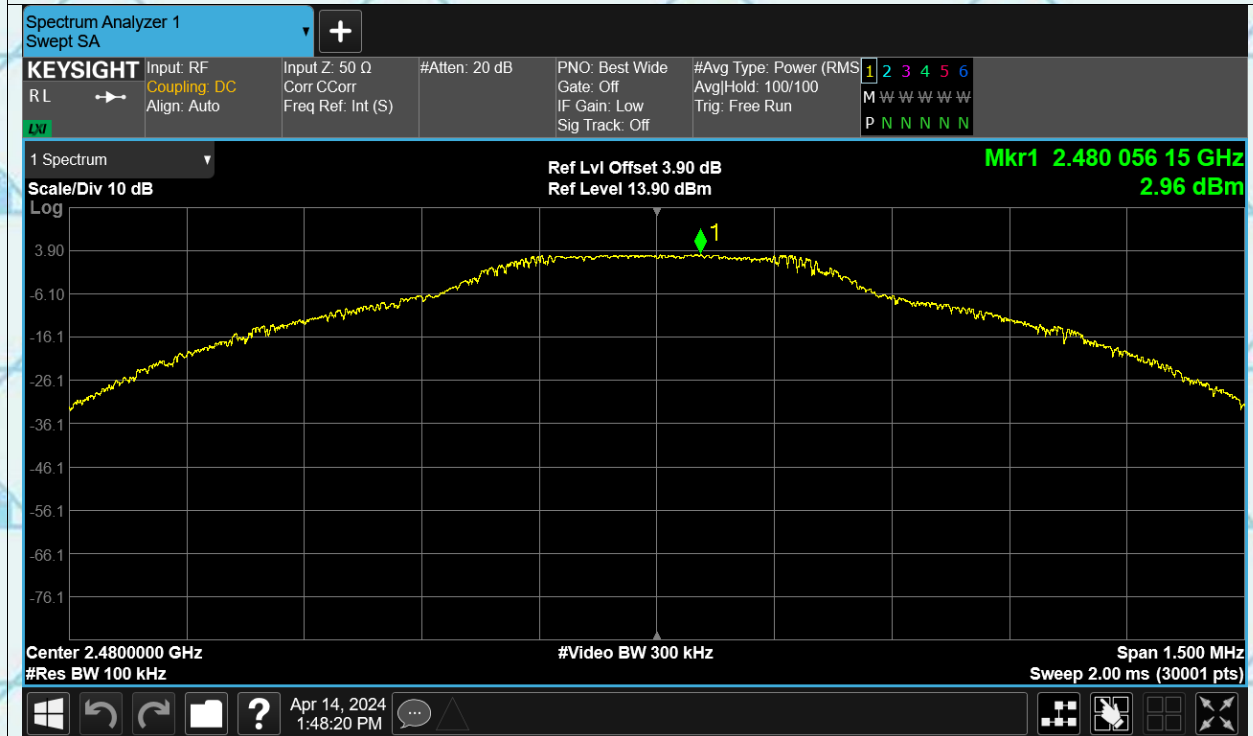 Spectrum Analyzer 1
Swept SA
KEYSIGHT
RL
LXI
Input: RF
Coupling: DC
Align: Auto
Input Z: 50 Ω
Corr CCorr
Freq Ref: Int (S)
#Atten: 20 dB
PNO: Best Wide
Gate: Off
IF Gain: Low
Sig Track: Off
#Avg Type: Power (RMS
Avg|Hold: 100/100
Trig: Free Run
1 2 3 4 5 6
M W W W W W
P N N N N N
1 Spectrum
Scale/Div 10 dB
Log
Ref Lvl Offset 3.90 dB
Ref Level 13.90 dBm
Mkr1 2.480 056 15 GHz
2.96 dBm
1
3.90
-6.10
-16.1
-26.1
-36.1
-46.1
-56.1
-66.1
-76.1
Center 2.4800000 GHz
#Res BW 100 kHz
#Video BW 300 kHz
Span 1.500 MHz
Sweep 2.00 ms (30001 pts)
?
Apr 14, 2024
1:48:20 PM